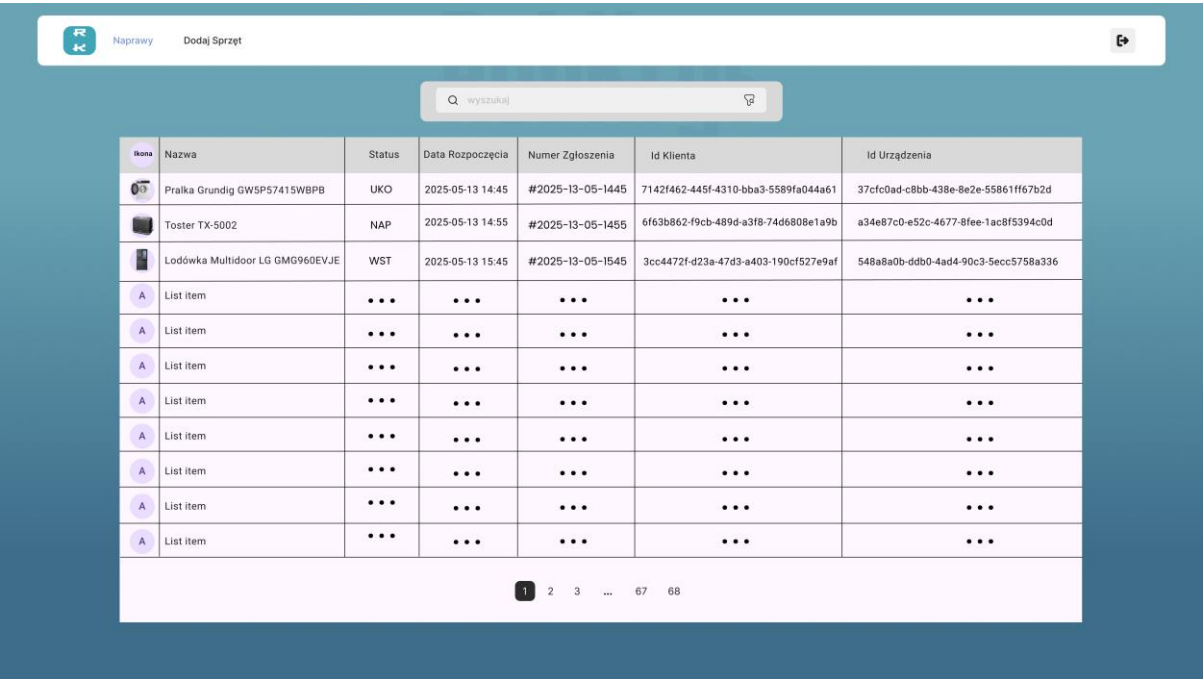 RK
Naprawy Dodaj Sprzęt
wyszukaj
Ikona Nazwa Status Data Rozpoczęcia Numer Zgłoszenia Id Klienta Id Urządzenia
Pralka Grundig GW5P57415WBPB UKO 2025-05-13 14:45 #2025-13-05-1445 7142f462-445f-4310-bba3-5589fa044a61 37cfc0ad-c8bb-438e-8e2e-55861ff67b2d
Toster TX-5002 NAP 2025-05-13 14:55 #2025-13-05-1455 6f63b862-f9cb-489d-a3f8-74d6808e1a9b a34e87c0-e52c-4677-8fee-1ac8f5394c0d
Lodówka Multidoor LG GMG960EVJE WST 2025-05-13 15:45 #2025-13-05-1545 3cc4472f-d23a-47d3-a403-190cf527e9af 548a8a0b-ddb0-4ad4-90c3-5ecc5758a336
A List item ... ... ... ... ...
A List item ... ... ... ... ...
A List item ... ... ... ... ...
A List item ... ... ... ... ...
A List item ... ... ... ... ...
A List item ... ... ... ... ...
A List item ... ... ... ... ...
A List item ... ... ... ... ...
1 2 3 ... 67 68